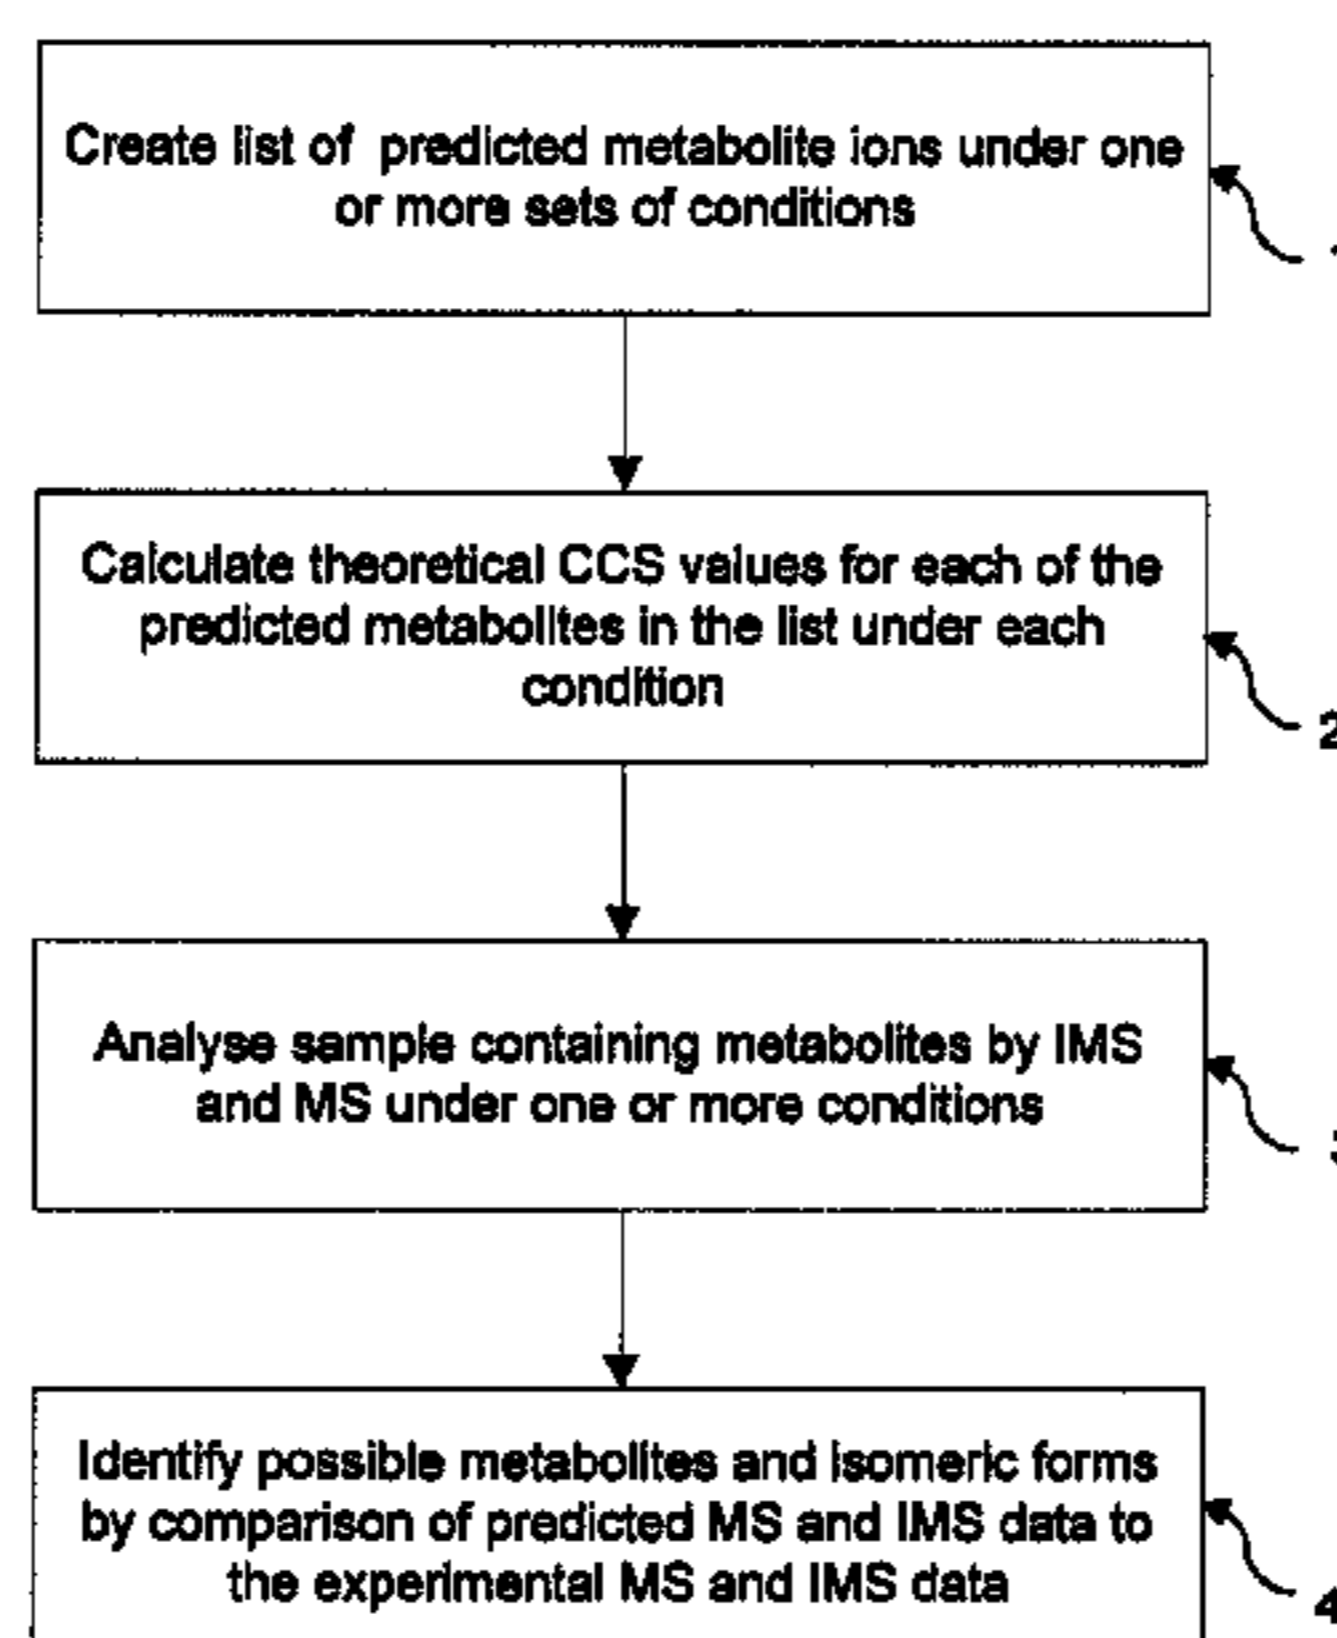 Create list of predicted metabolite ions under one
or more sets of conditions
Calculate theoretical CCS values for each of the
predicted metabolites in the list under each
condition
2
Analyse sample containing metabolites by IMS
and MS under one or more conditions
Identify possible metabolites and isomeric forms
by comparison of predicted MS and IMS data to
the experimental MS and IMS data
4